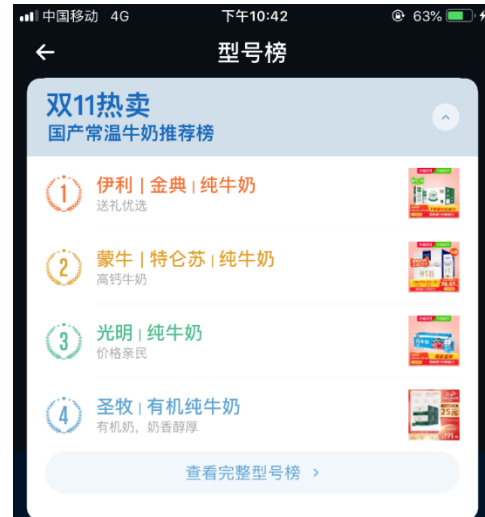 中国移动 4G 下午10:42 63%
型号榜
双11热卖
国产常温牛奶推荐榜
1 伊利 | 金典 | 纯牛奶
送礼优选
2 蒙牛 | 特仑苏 | 纯牛奶
高钙牛奶
3 光明 | 纯牛奶
价格亲民
4 圣牧 | 有机纯牛奶
有机奶，奶香醇厚
25元
查看完整型号榜 >